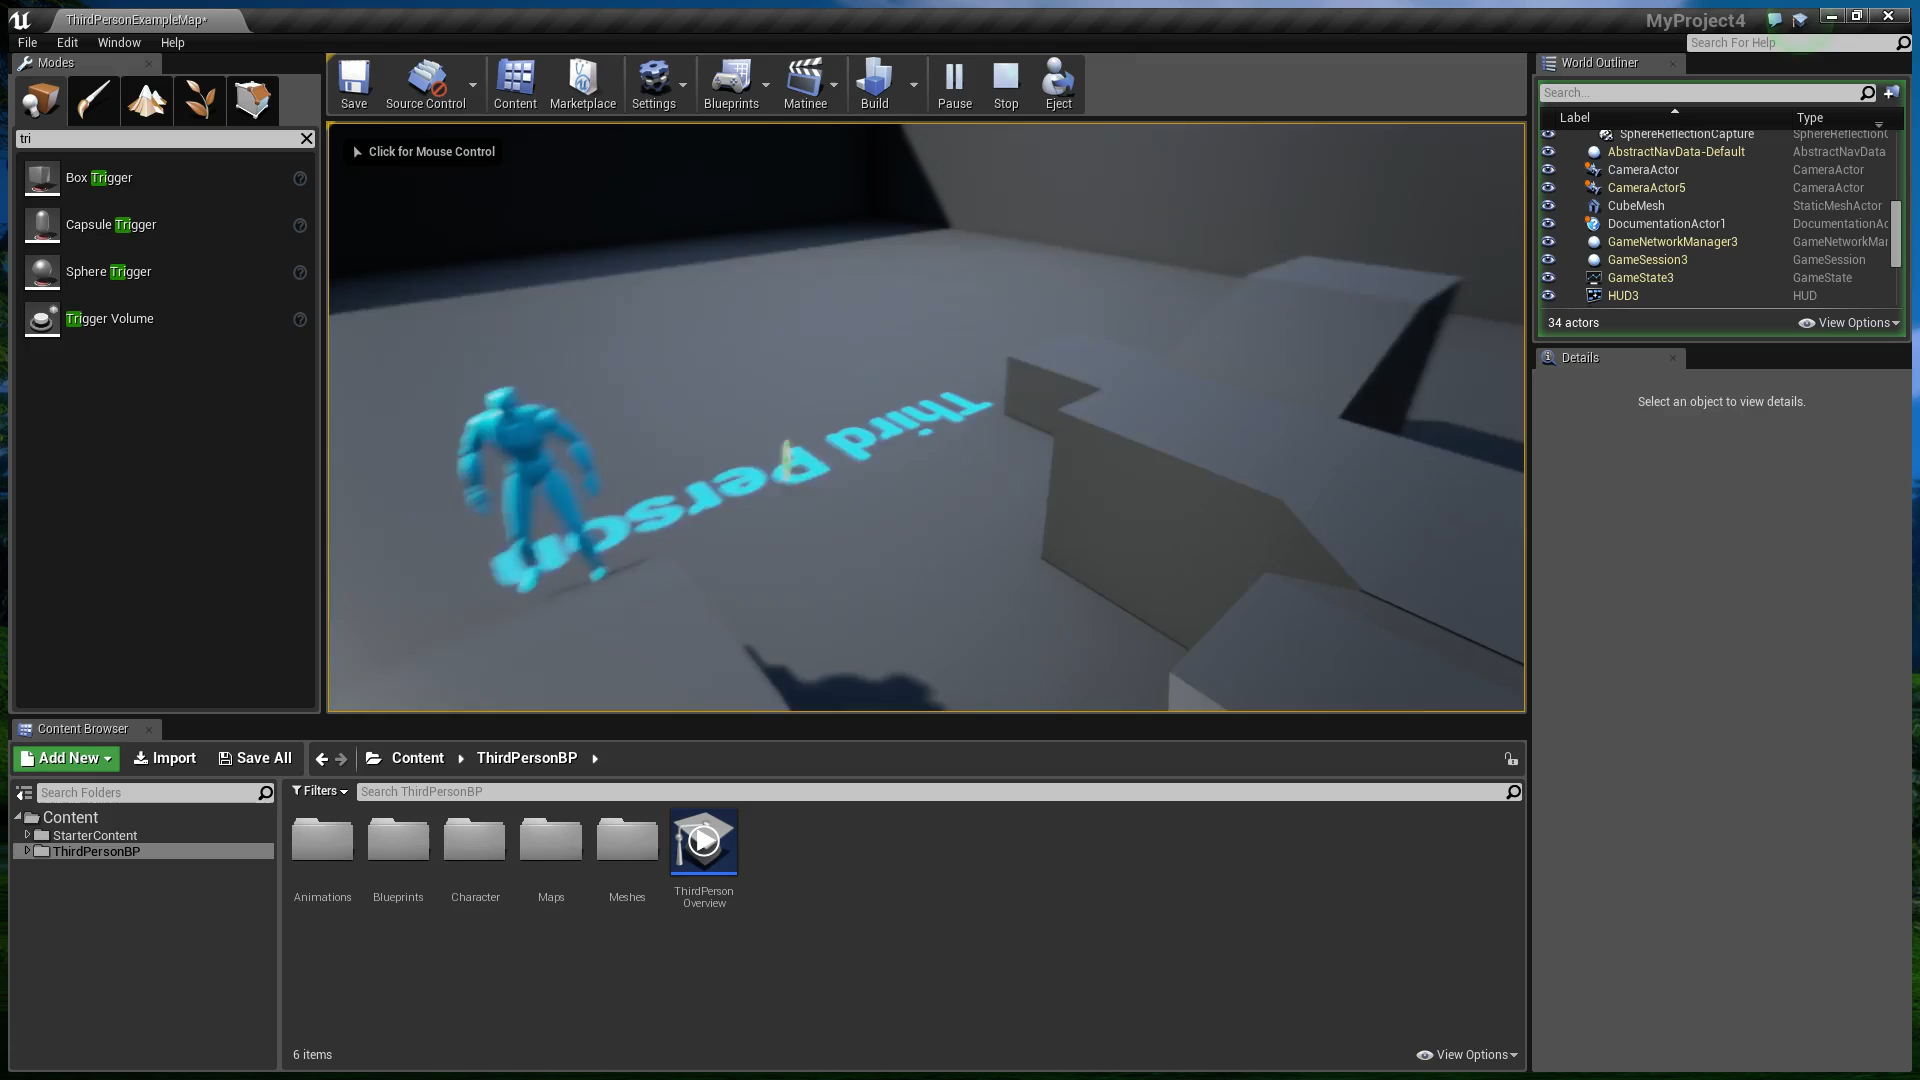 ThirdPersonExampleMap*
MyProject4
File Edit Window Help
Search For Help
Modes
tri
Box Trigger
Capsule Trigger
Sphere Trigger
Trigger Volume
Save Source Control Content Marketplace Settings Blueprints Matinee Build Pause Stop Eject
Click for Mouse Control
Third Person
World Outliner
Search...
Label Type
SphereReflectionCapture SphereReflectionC
AbstractNavData-Default AbstractNavData
CameraActor CameraActor
CameraActor5 CameraActor
CubeMesh StaticMeshActor
DocumentationActor1 DocumentationAc
GameNetworkManager3 GameNetworkMar
GameSession3 GameSession
GameState3 GameState
HUD3 HUD
34 actors View Options
Details
Select an object to view details.
Content Browser
Add New Import Save All Content ThirdPersonBP
Search Folders
Content
StarterContent
ThirdPersonBP
Filters Search ThirdPersonBP
Animations Blueprints Character Maps Meshes ThirdPerson
Overview
6 items View Options